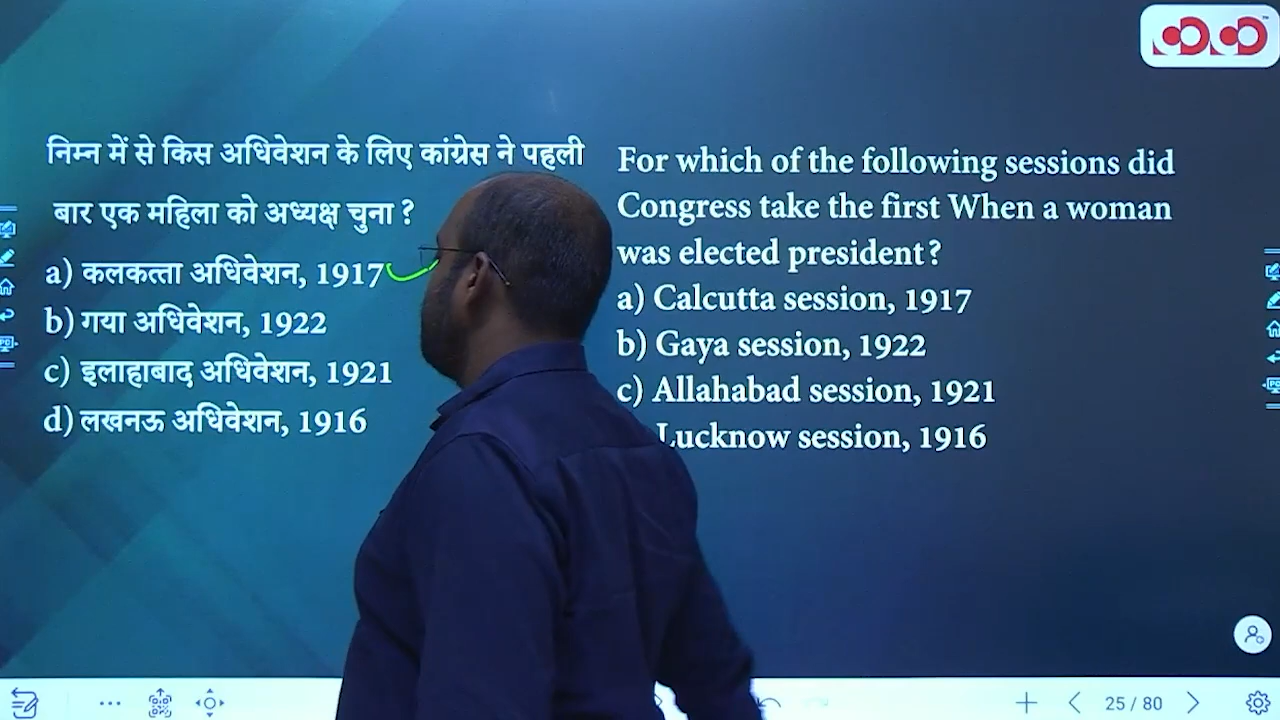 निम्न में से किस अधिवेशन के लिए कांग्रेस ने पहली
बार एक महिला को अध्यक्ष चुना ?
a) कलकत्ता अधिवेशन, 1917
b) गया अधिवेशन, 1922
c) इलाहाबाद अधिवेशन, 1921
d) लखनऊ अधिवेशन, 1916
For which of the following sessions did
Congress take the first When a woman
was elected president?
a) Calcutta session, 1917
b) Gaya session, 1922
c) Allahabad session, 1921
Lucknow session, 1916
25 / 80